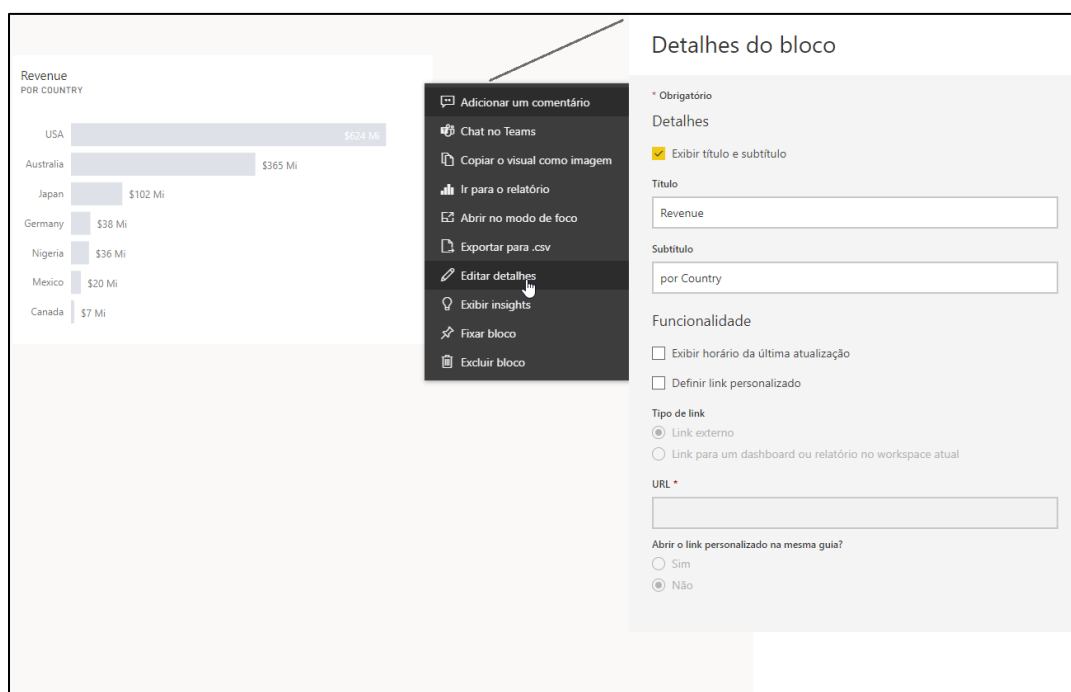 Revenue
POR COUNTRY
USA $624 Mi
Australia $365 Mi
Japan $102 Mi
Germany $38 Mi
Nigeria $36 Mi
Mexico $20 Mi
Canada $7 Mi
Adicionar um comentário
Chat no Teams
Copiar o visual como imagem
Ir para o relatório
Abrir no modo de foco
Exportar para .csv
Editar detalhes
Exibir insights
Fixar bloco
Excluir bloco
Detalhes do bloco
* Obrigatório
Detalhes
Exibir título e subtítulo
Título
Revenue
Subtítulo
por Country
Funcionalidade
Exibir horário da última atualização
Definir link personalizado
Tipo de link
Link externo
Link para um dashboard ou relatório no workspace atual
URL *
Abrir o link personalizado na mesma guia?
Sim
Não